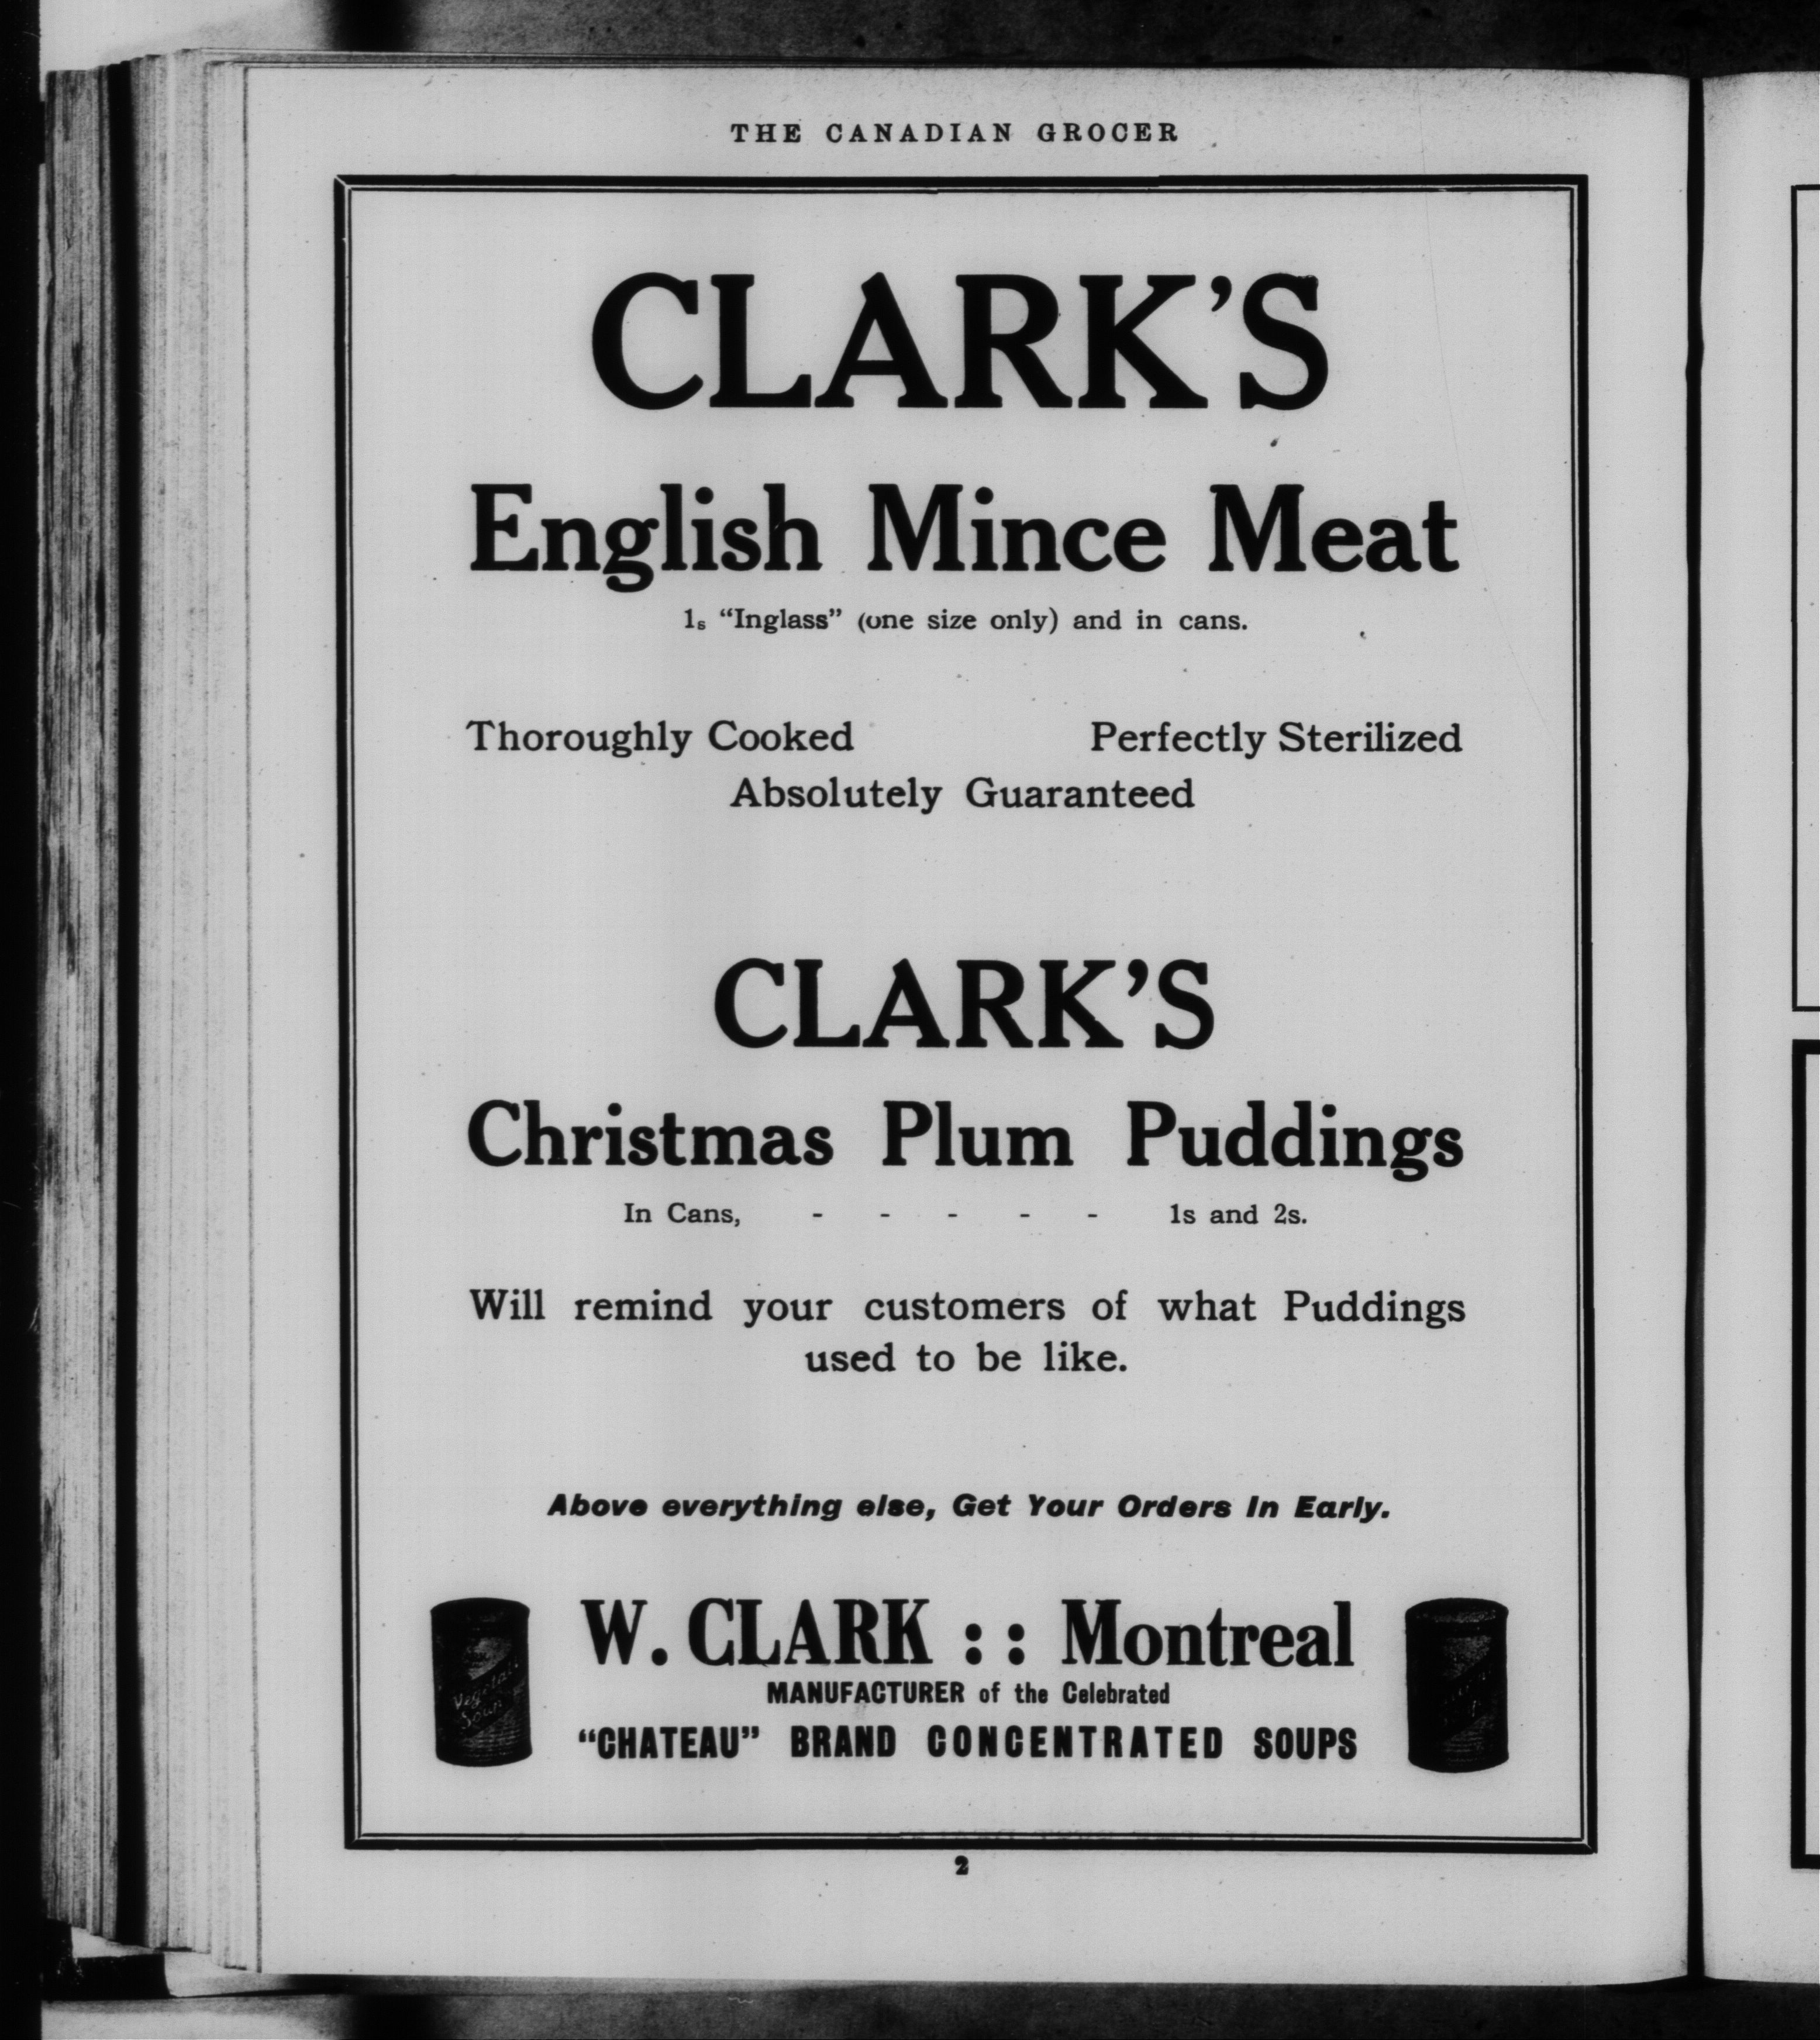 THE CANADIAN GROCER
CLARK'S
English Mince Meat
1s “Inglass” (one size only) and in cans.
Thoroughly Cooked Perfectly Sterilized
Absolutely Guaranteed
CLARK'S
Christmas Plum Puddings
In Cans, - - - - - 1s and 2s.
Will remind your customers of what Puddings
used to be like.
Above everything else, Get Your Orders In Early.
W. CLARK :: Montreal
MANUFACTURER of the Celebrated
“CHATEAU” BRAND CONCENTRATED SOUPS
Vegetable
Soup
2